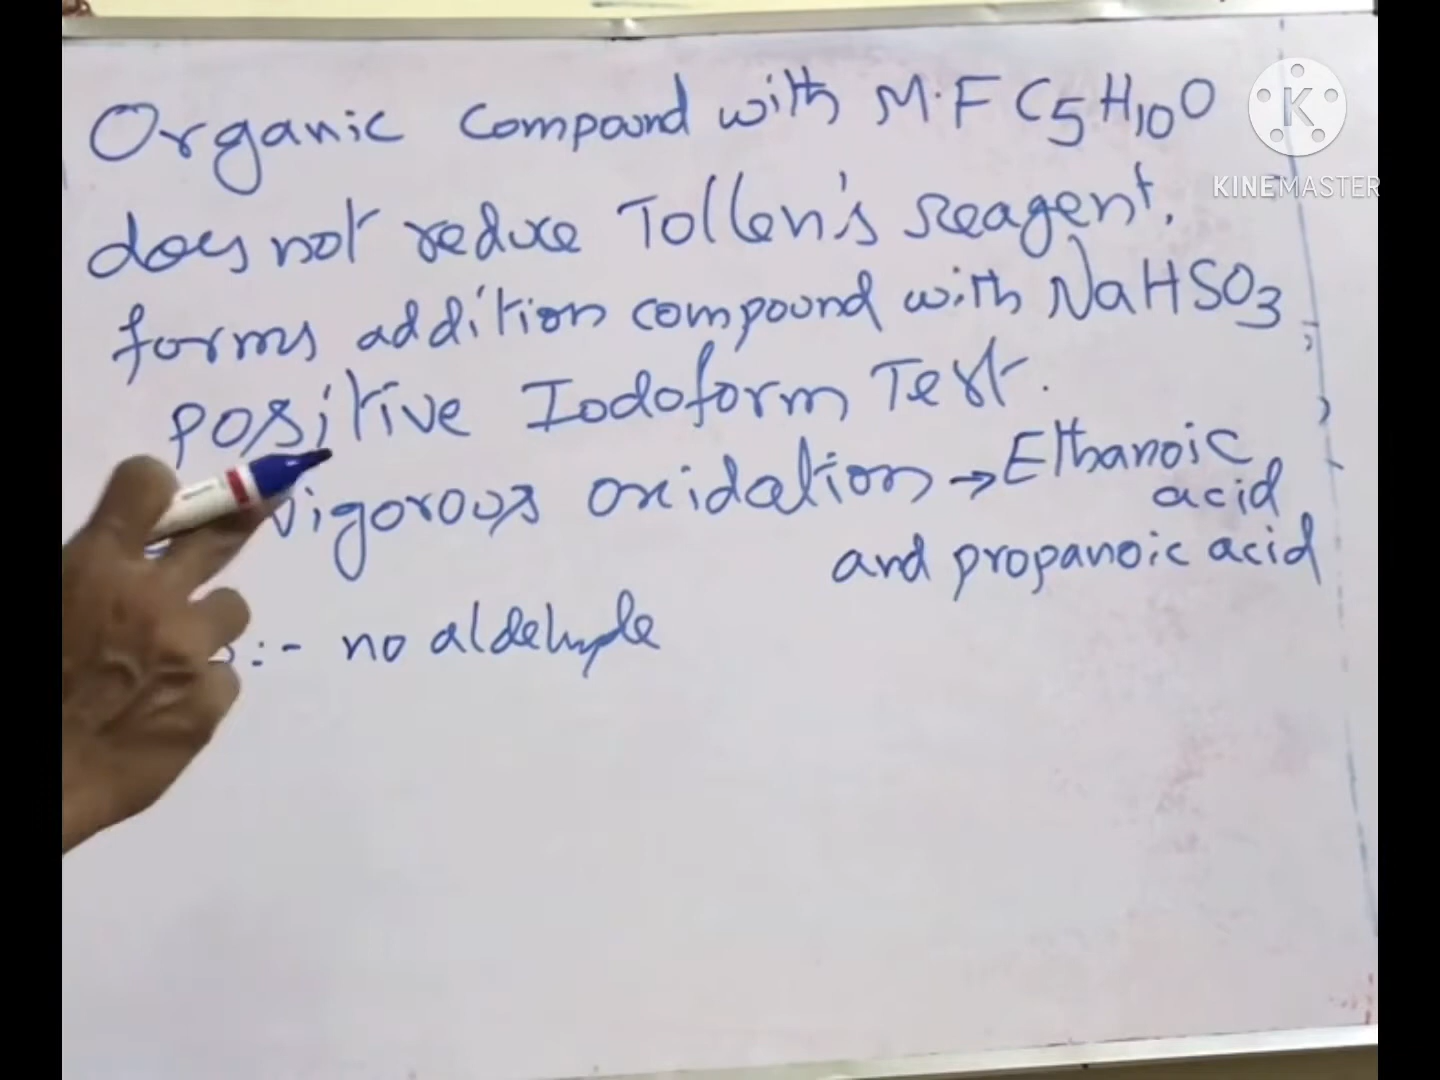 Organic compound with M.F C5H10O
does not reduce Tollen's reagent,
forms addition compound with NaHSO3
positive Iodoform Test.
vigorous oxidation → Ethanoic
acid
and propanoic acid
:- no aldehyde
K
KINEMASTER